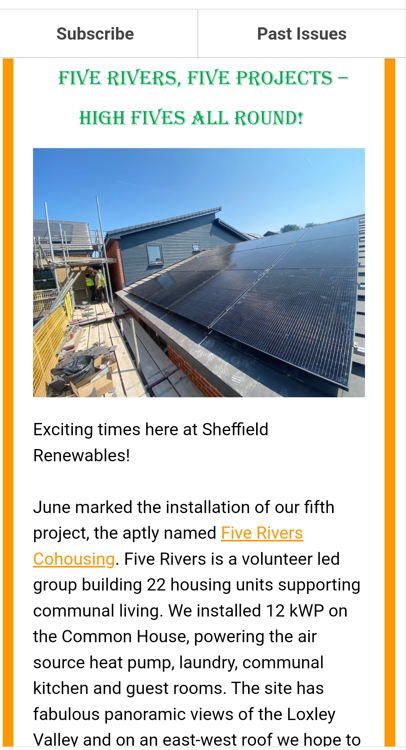 Subscribe
Past Issues
FIVE RIVERS, FIVE PROJECTS –
HIGH FIVES ALL ROUND!
Exciting times here at Sheffield
Renewables!
June marked the installation of our fifth
project, the aptly named Five Rivers
Cohousing. Five Rivers is a volunteer led
group building 22 housing units supporting
communal living. We installed 12 kWP on
the Common House, powering the air
source heat pump, laundry, communal
kitchen and guest rooms. The site has
fabulous panoramic views of the Loxley
Valley and on an east-west roof we hope to